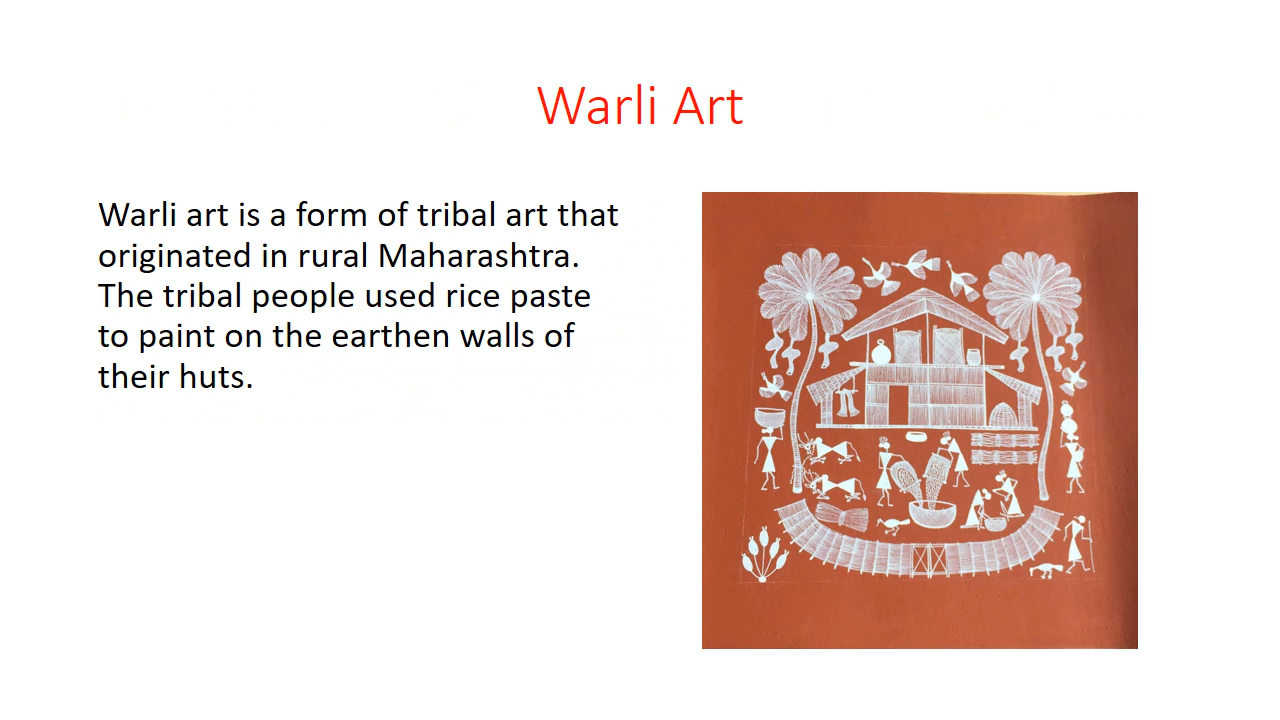 Warli Art
Warli art is a form of tribal art that
originated in rural Maharashtra.
The tribal people used rice paste
to paint on the earthen walls of
their huts.